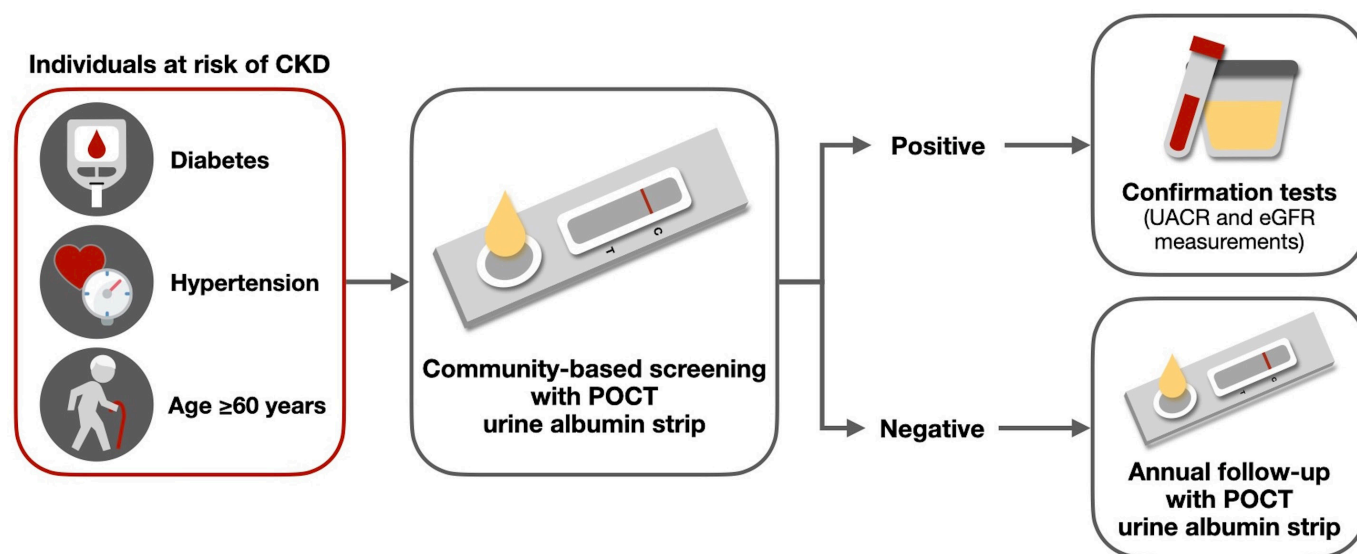 Individuals at risk of CKD
Diabetes
Hypertension
Age ≥60 years
C
T
Community-based screening
with POCT
urine albumin strip
Positive
Confirmation tests
(UACR and eGFR
measurements)
Negative
C
T
Annual follow-up
with POCT
urine albumin strip